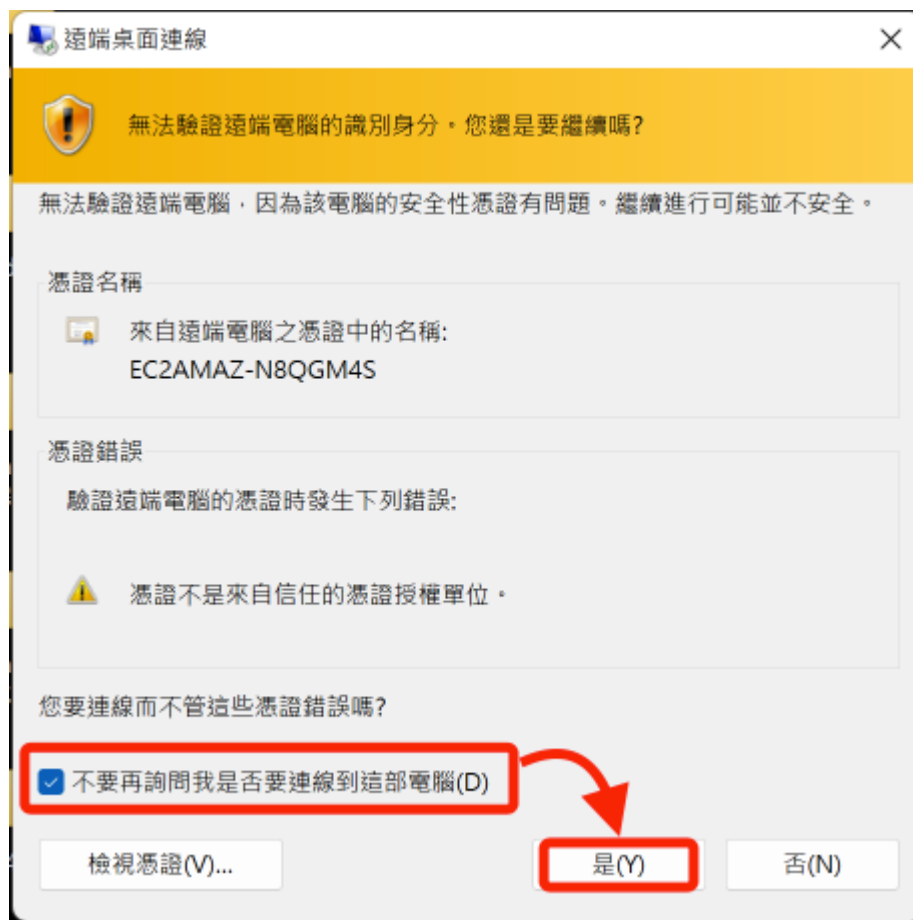 遠端桌面連線
無法驗證遠端電腦的識別身分。您還是要繼續嗎?
無法驗證遠端電腦，因為該電腦的安全性憑證有問題。繼續進行可能並不安全。
憑證名稱
來自遠端電腦之憑證中的名稱:
EC2AMAZ-N8QGM4S
憑證錯誤
驗證遠端電腦的憑證時發生下列錯誤:
憑證不是來自信任的憑證授權單位。
您要連線而不管這些憑證錯誤嗎?
不要再詢問我是否要連線到這部電腦(D)
檢視憑證(V)... 是(Y) 否(N)